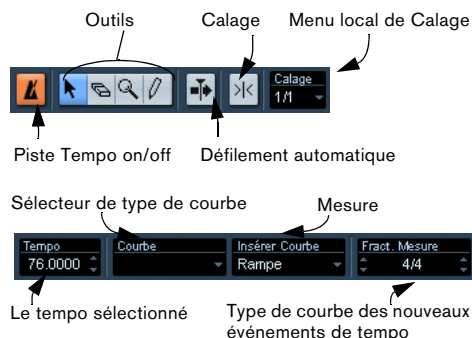 Outils
Calage
Menu local de Calage
Calage
1/1
Piste Tempo on/off
Défilement automatique
Sélecteur de type de courbe
Mesure
Tempo
Courbe
Insérer Courbe
Fract. Mesure
76.0000
Rampe
4/4
Le tempo sélectionné
Type de courbe des nouveaux
événements de tempo